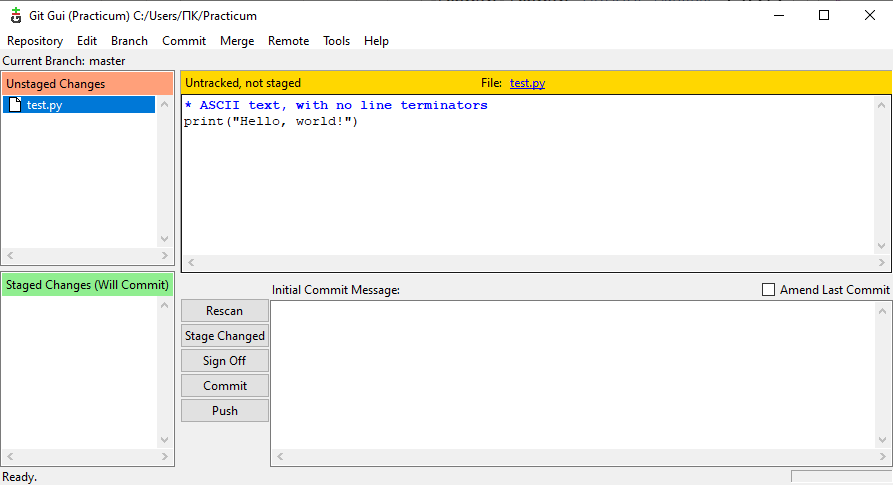 Git Gui (Practicum) C:/Users/ПК/Practicum
Repository Edit Branch Commit Merge Remote Tools Help
Current Branch: master
Unstaged Changes
test.py
Untracked, not staged File: test.py
* ASCII text, with no line terminators
print("Hello, world!")
Staged Changes (Will Commit)
Initial Commit Message: Amend Last Commit
Rescan
Stage Changed
Sign Off
Commit
Push
Ready.